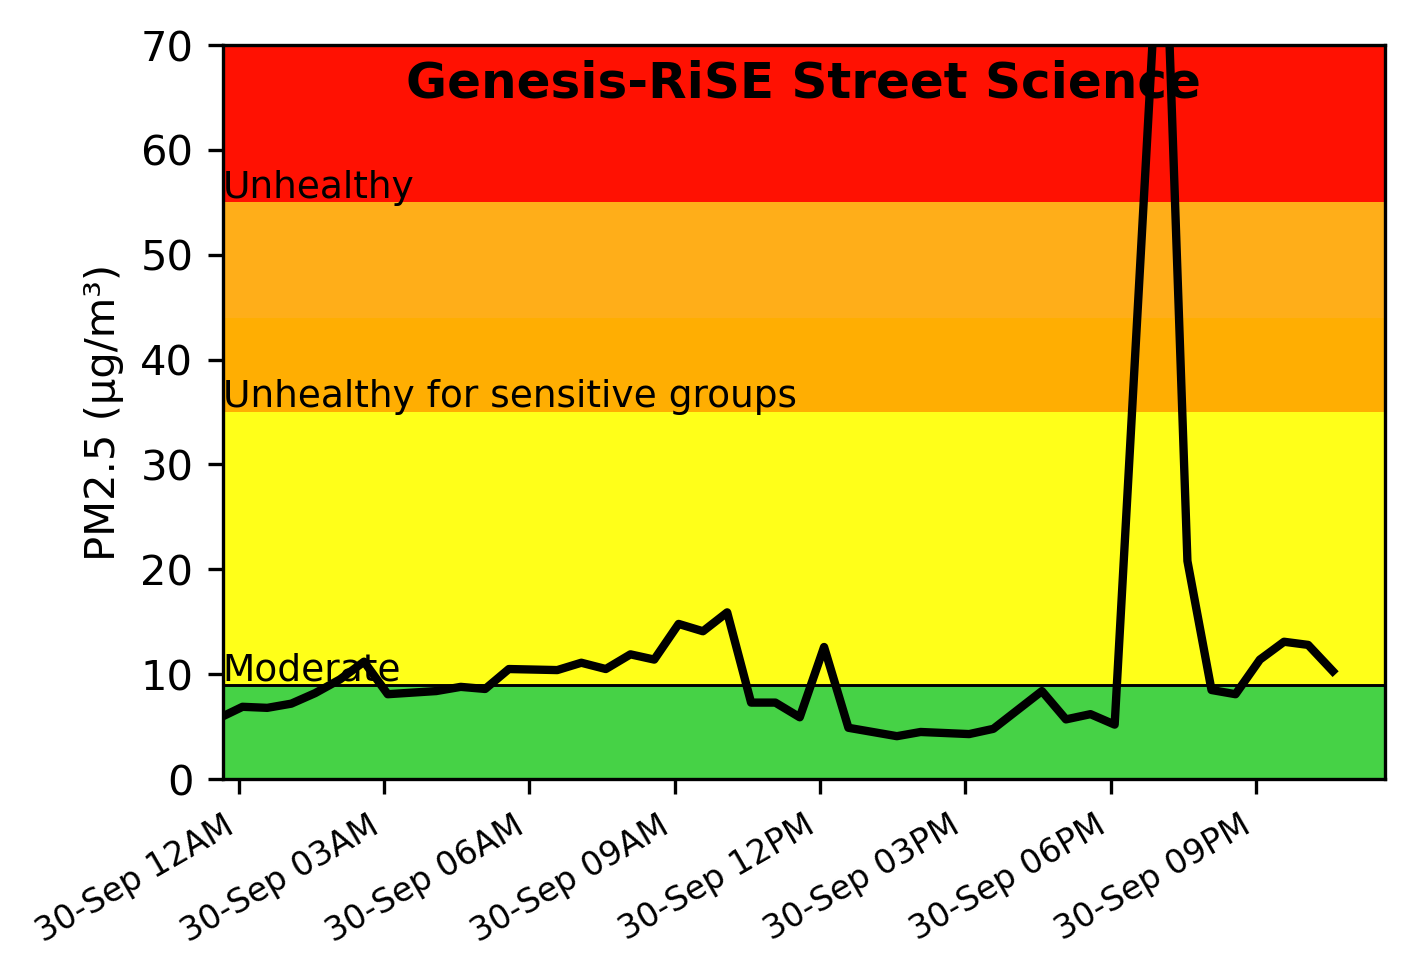 Genesis-RiSE Street Science
PM2.5 (µg/m³)
70
60
50
40
30
20
10
0
Unhealthy
Unhealthy for sensitive groups
Moderate
30-Sep 12AM
30-Sep 03AM
30-Sep 06AM
30-Sep 09AM
30-Sep 12PM
30-Sep 03PM
30-Sep 06PM
30-Sep 09PM